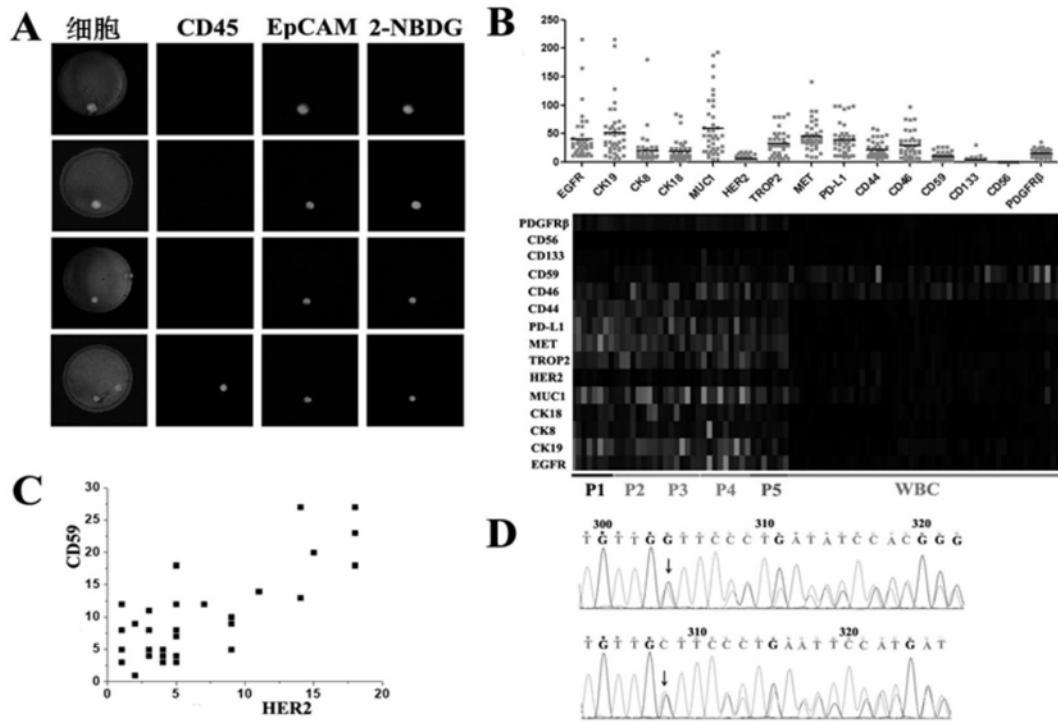 A
细胞 CD45 EpCAM 2-NBDG
B
250
200
150
100
50
0
EGFR CK19 CK8 CK18 MUC1 HER2 TROP2 MET PD-L1 CD44 CD46 CD59 CD133 CD56 PDGFRβ
PDGFRβ
CD56
CD133
CD59
CD46
CD44
PD-L1
MET
TROP2
HER2
MUC1
CK18
CK8
CK19
EGFR
P1 P2 P3 P4 P5 WBC
C
30
25
20
15
10
5
0
CD59
0 5 10 15 20
HER2
D
300 310 320
T G T T G G T T C C C T G A T A T C C A C G G G
310 320
T G T T G C T T C C C T G A A T T C C A T G A T